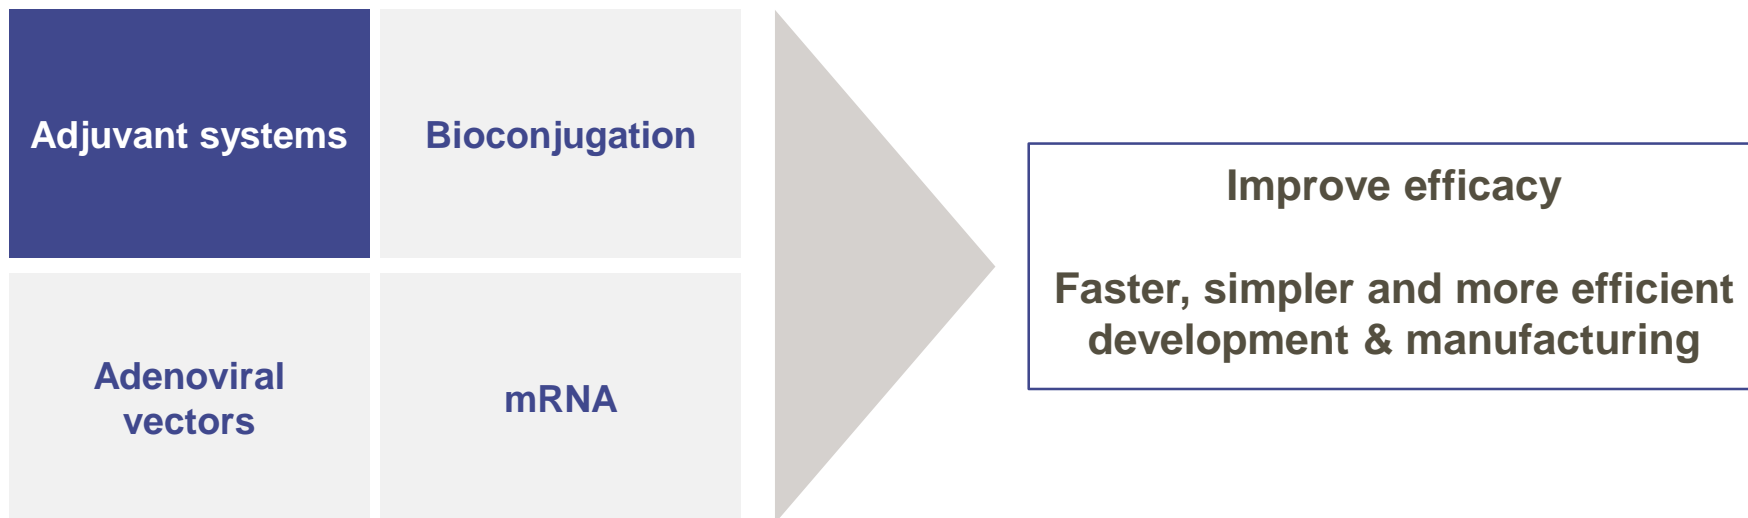 Adjuvant systems
Bioconjugation
Adenoviral
vectors
mRNA
Improve efficacy
Faster, simpler and more efficient
development & manufacturing